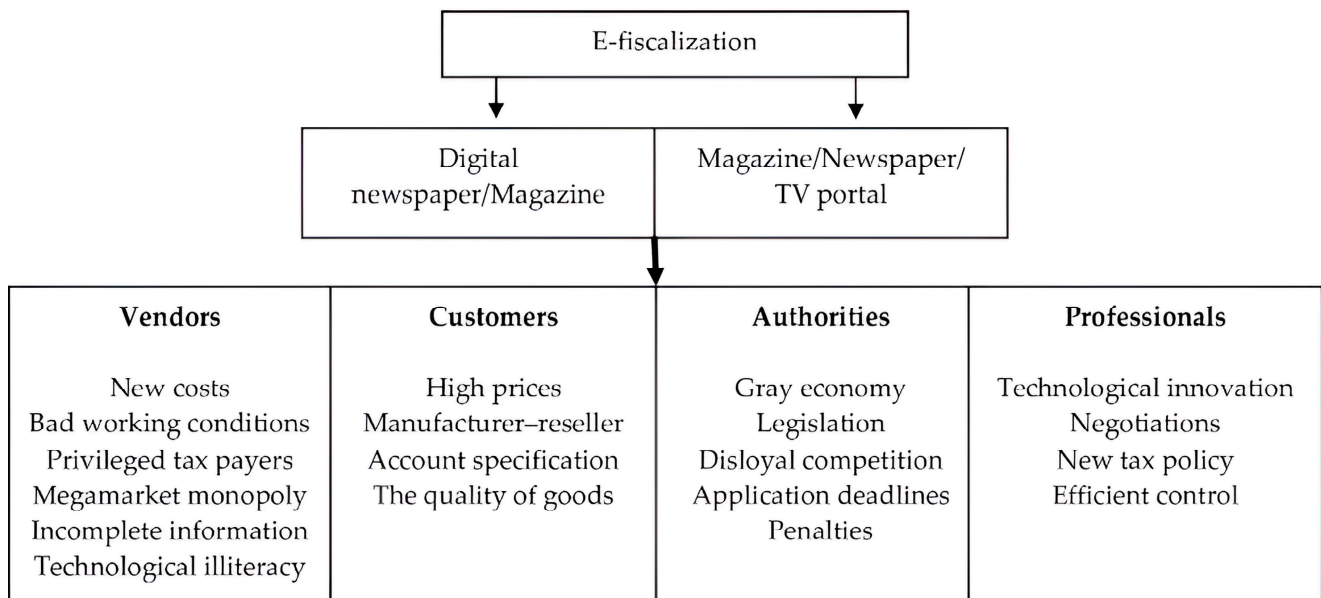 E-fiscalization
Digital
newspaper/Magazine
Magazine/Newspaper/
TV portal
Vendors
New costs
Bad working conditions
Privileged tax payers
Megamarket monopoly
Incomplete information
Technological illiteracy
Customers
High prices
Manufacturer–reseller
Account specification
The quality of goods
Authorities
Gray economy
Legislation
Disloyal competition
Application deadlines
Penalties
Professionals
Technological innovation
Negotiations
New tax policy
Efficient control